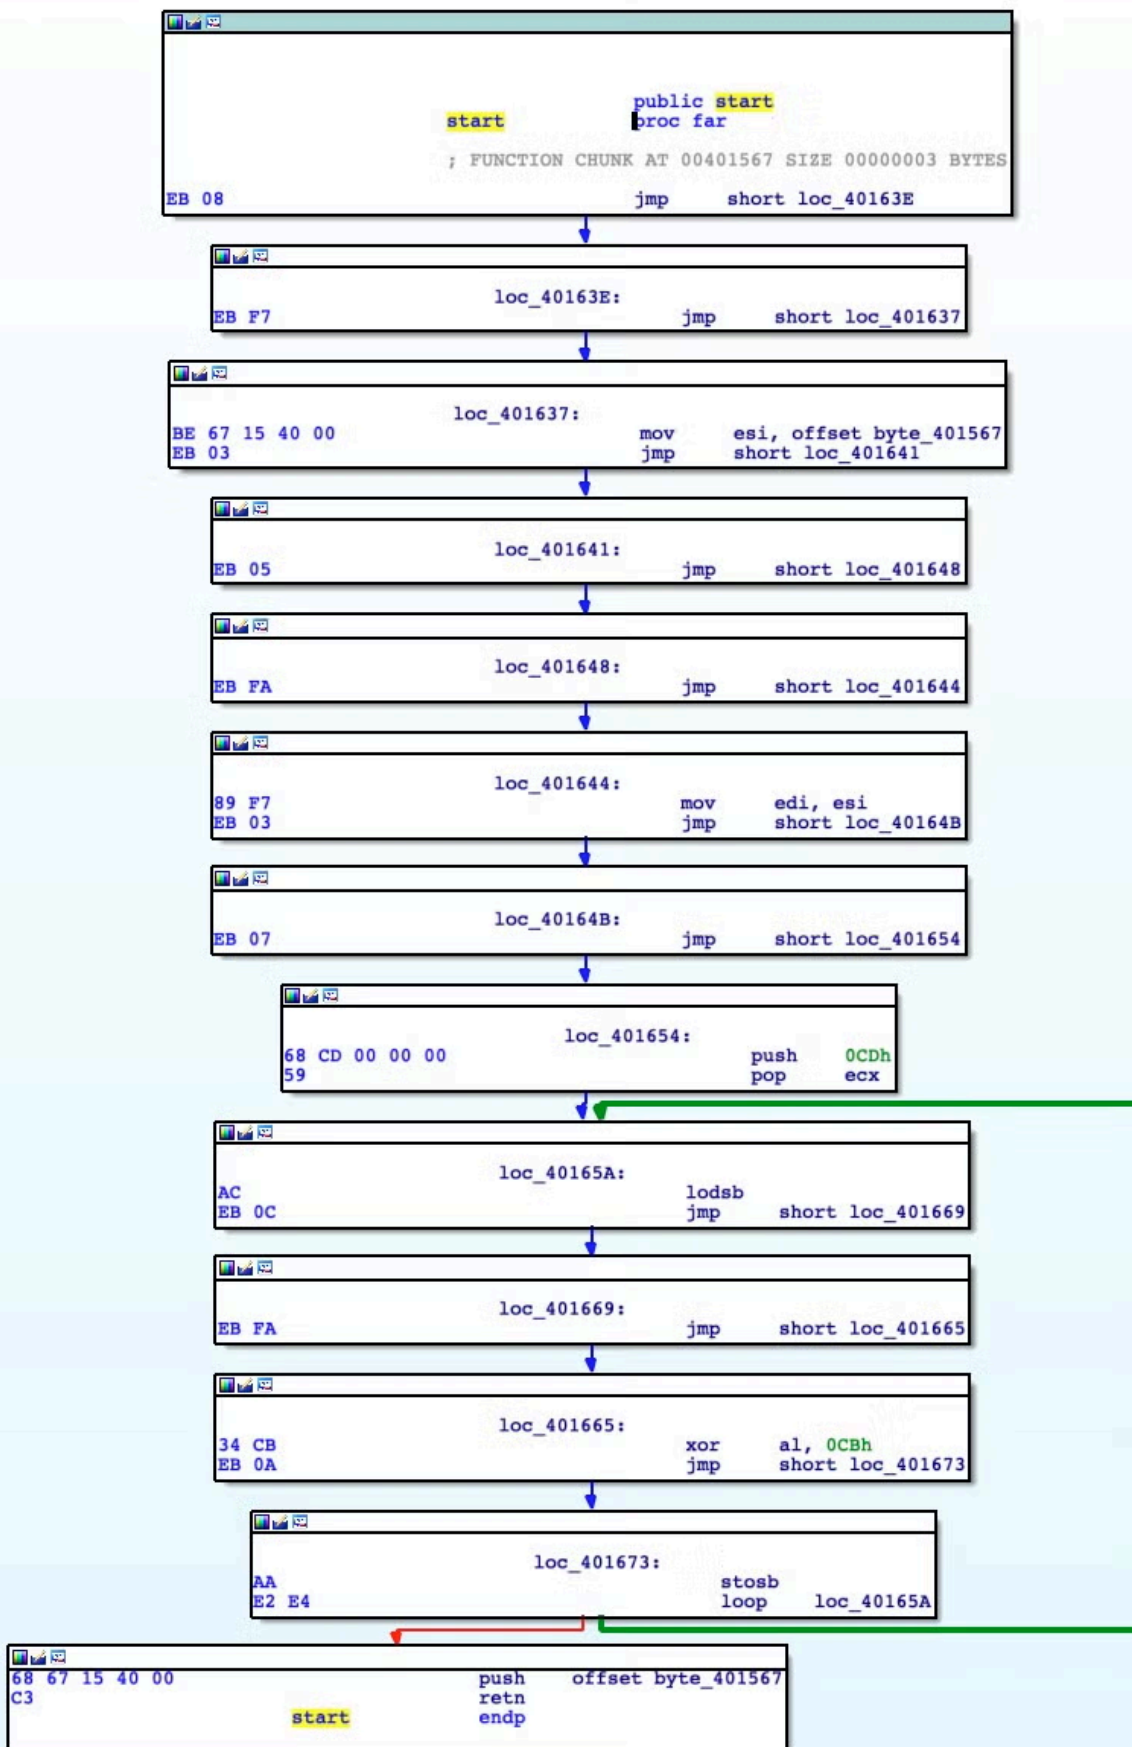 public start
start proc far
; FUNCTION CHUNK AT 00401567 SIZE 00000003 BYTES
EB 08 jmp short loc_40163E
loc_40163E:
EB F7 jmp short loc_401637
loc_401637:
BE 67 15 40 00 mov esi, offset byte_401567
EB 03 jmp short loc_401641
loc_401641:
EB 05 jmp short loc_401648
loc_401648:
EB FA jmp short loc_401644
loc_401644:
89 F7 mov edi, esi
EB 03 jmp short loc_40164B
loc_40164B:
EB 07 jmp short loc_401654
loc_401654:
68 CD 00 00 00 push 0CDh
59 pop ecx
loc_40165A:
AC lodsb
EB 0C jmp short loc_401669
loc_401669:
EB FA jmp short loc_401665
loc_401665:
34 CB xor al, 0CBh
EB 0A jmp short loc_401673
loc_401673:
AA stosb
E2 E4 loop loc_40165A
68 67 15 40 00 push offset byte_401567
C3 retn
start endp